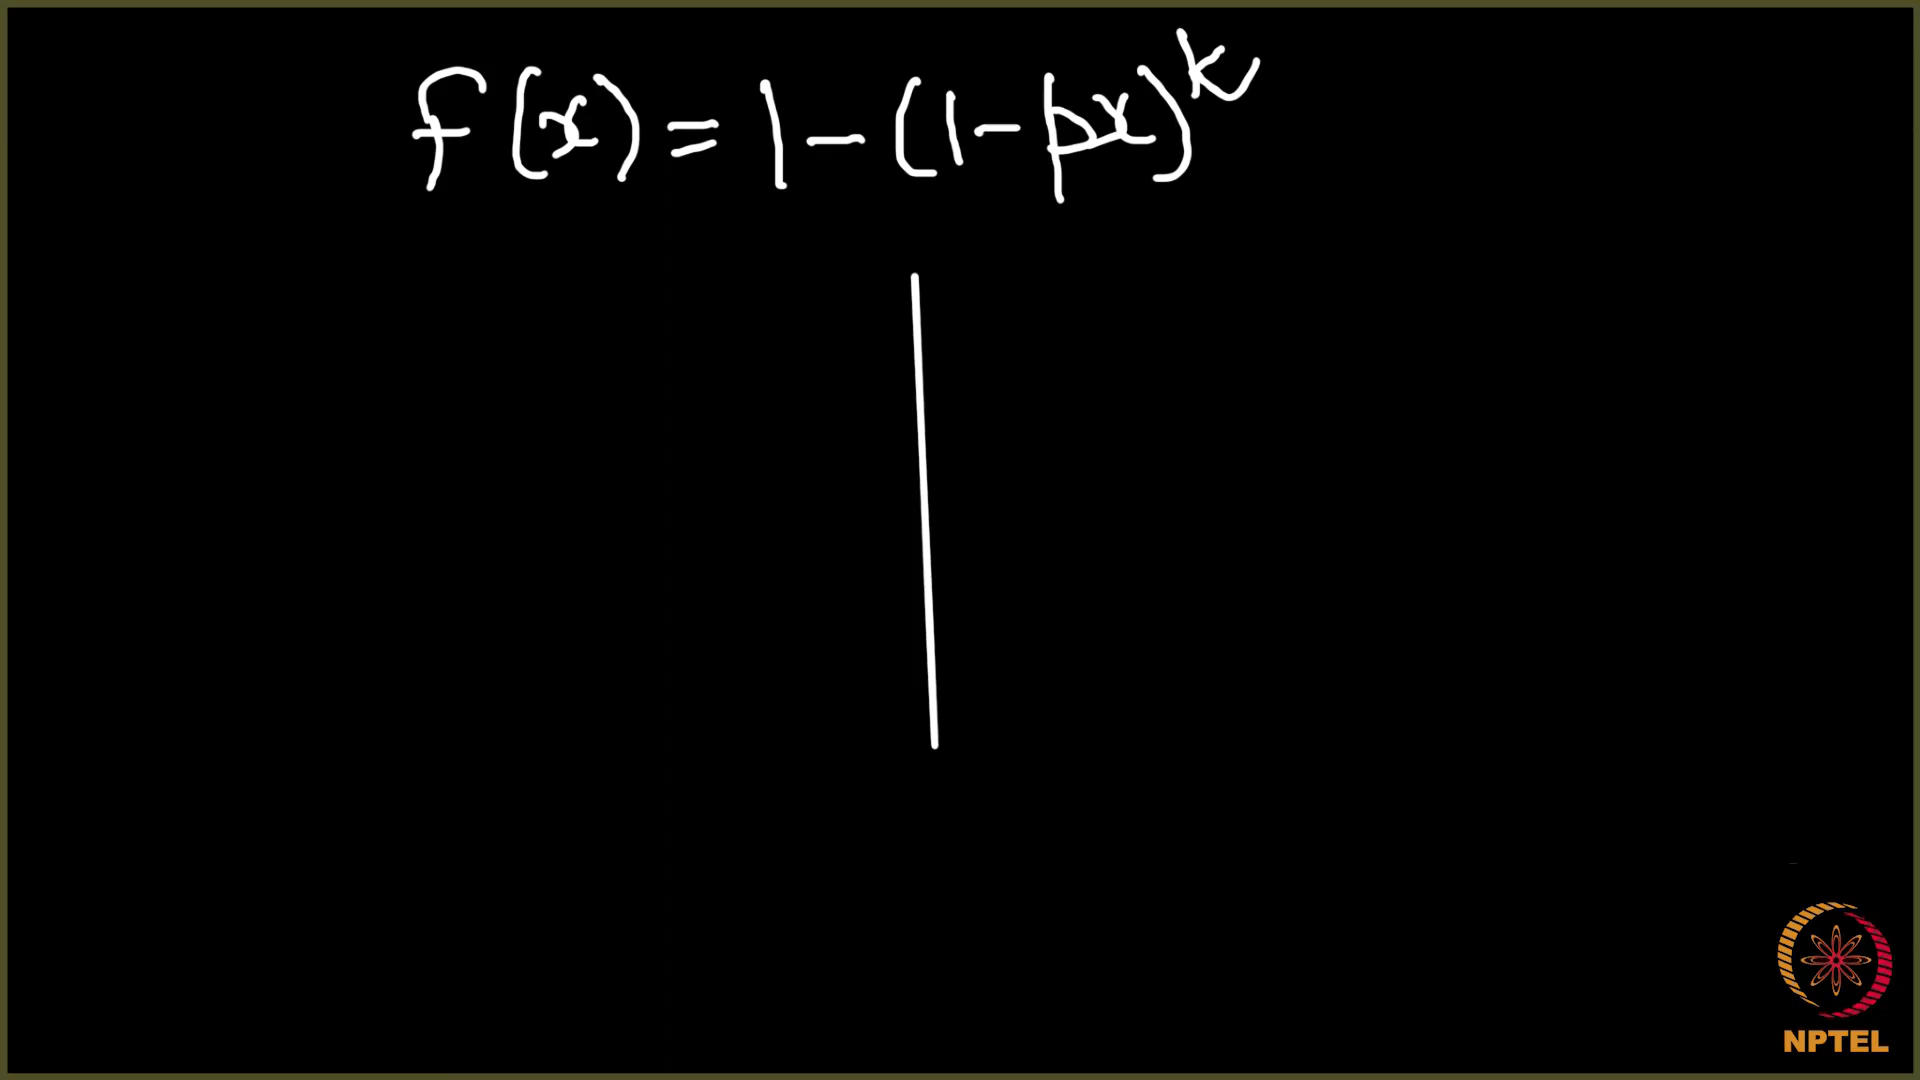 f(x) = 1 - (1 - px)^k
NPTEL